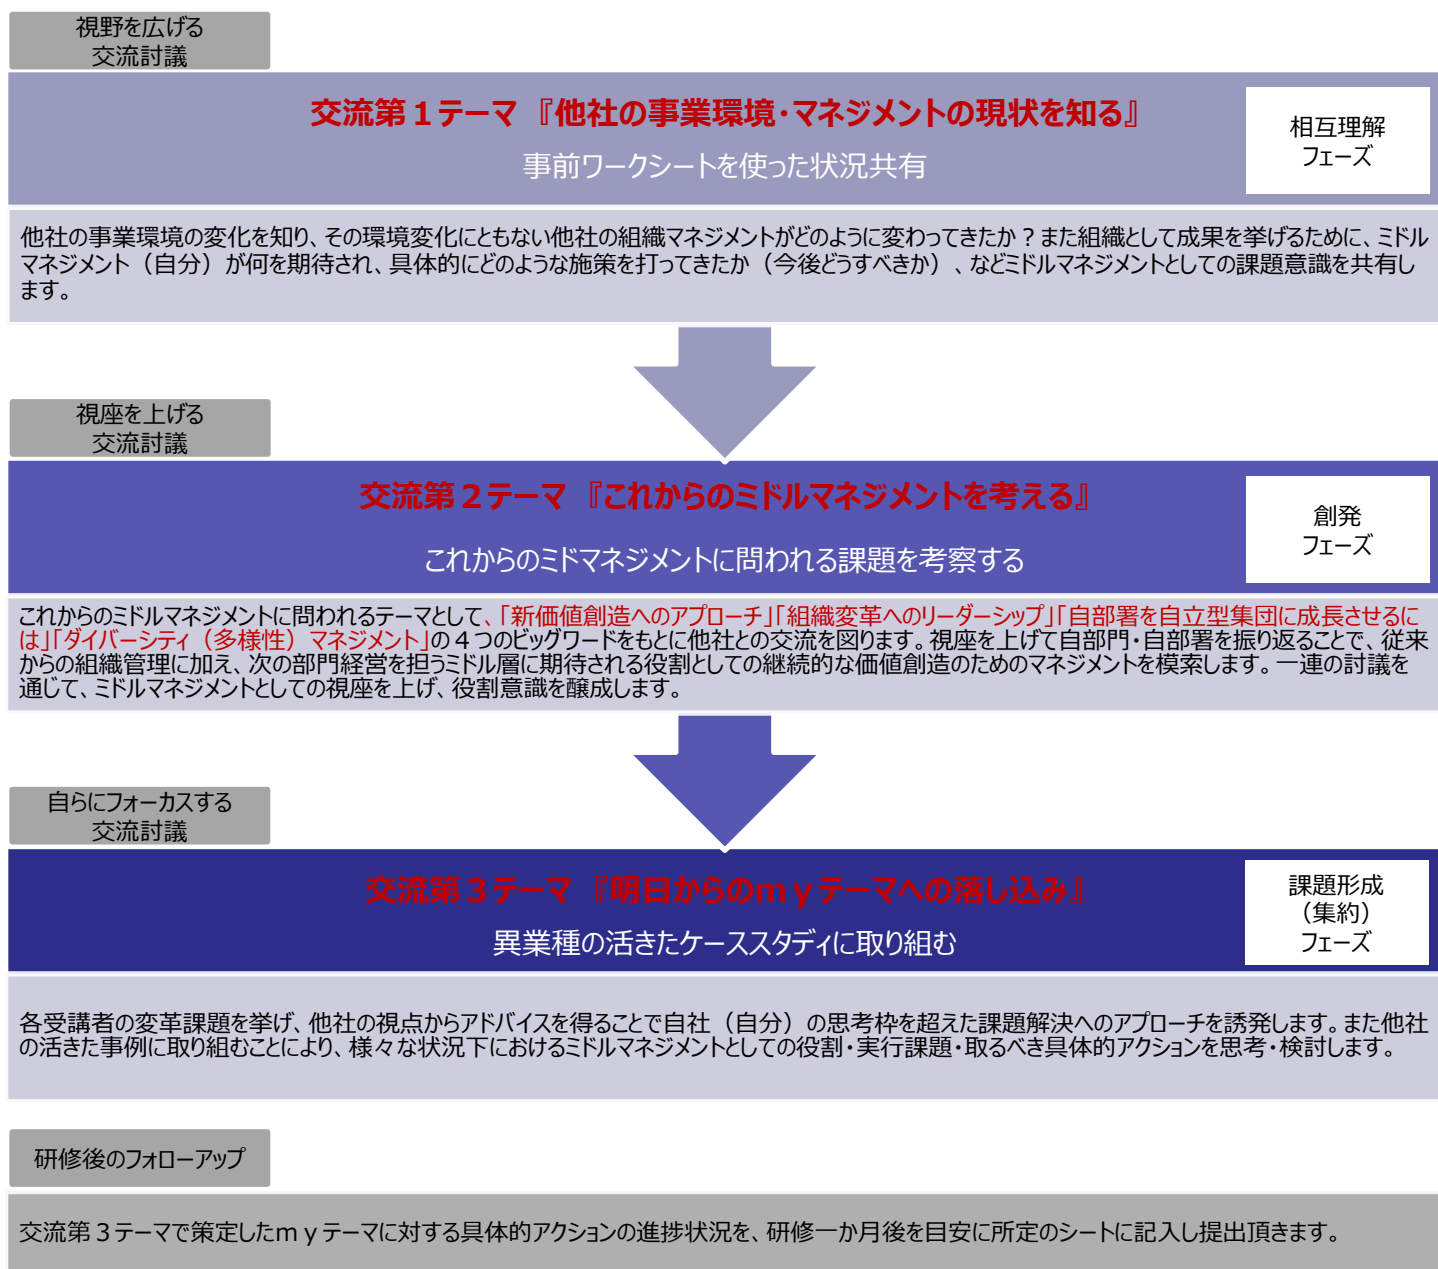 視野を広げる
交流討議
交流第１テーマ『他社の事業環境・マネジメントの現状を知る』
事前ワークシートを使った状況共有
相互理解
フェーズ
他社の事業環境の変化を知り、その環境変化にともない他社の組織マネジメントがどのように変わってきたか？また組織として成果を挙げるために、ミドル
マネジメント（自分）が何を期待され、具体的にどのような施策を打ってきたか（今後どうすべきか）、などミドルマネジメントとしての課題意識を共有し
ます。
視座を上げる
交流討議
交流第２テーマ『これからのミドルマネジメントを考える』
これからのミドマネジメントに問われる課題を考察する
創発
フェーズ
これからのミドルマネジメントに問われるテーマとして、「新価値創造へのアプローチ」「組織変革へのリーダーシップ」「自部署を自立型集団に成長させるに
は」「ダイバーシティ（多様性）マネジメント」の４つのビッグワードをもとに他社との交流を図ります。視座を上げて自部門・自部署を振り返ることで、従来
からの組織管理に加え、次の部門経営を担うミドル層に期待される役割としての継続的な価値創造のためのマネジメントを模索します。一連の討議を
通じて、ミドルマネジメントとしての視座を上げ、役割意識を醸成します。
自らにフォーカスする
交流討議
交流第３テーマ『明日からのｍｙテーマへの落し込み』
異業種の活きたケーススタディに取り組む
課題形成
（集約）
フェーズ
各受講者の変革課題を挙げ、他社の視点からアドバイスを得ることで自社（自分）の思考枠を超えた課題解決へのアプローチを誘発します。また他社
の活きた事例に取り組むことにより、様々な状況下におけるミドルマネジメントとしての役割・実行課題・取るべき具体的アクションを思考・検討します。
研修後のフォローアップ
交流第３テーマで策定したｍｙテーマに対する具体的アクションの進捗状況を、研修一か月後を目安に所定のシートに記入し提出頂きます。